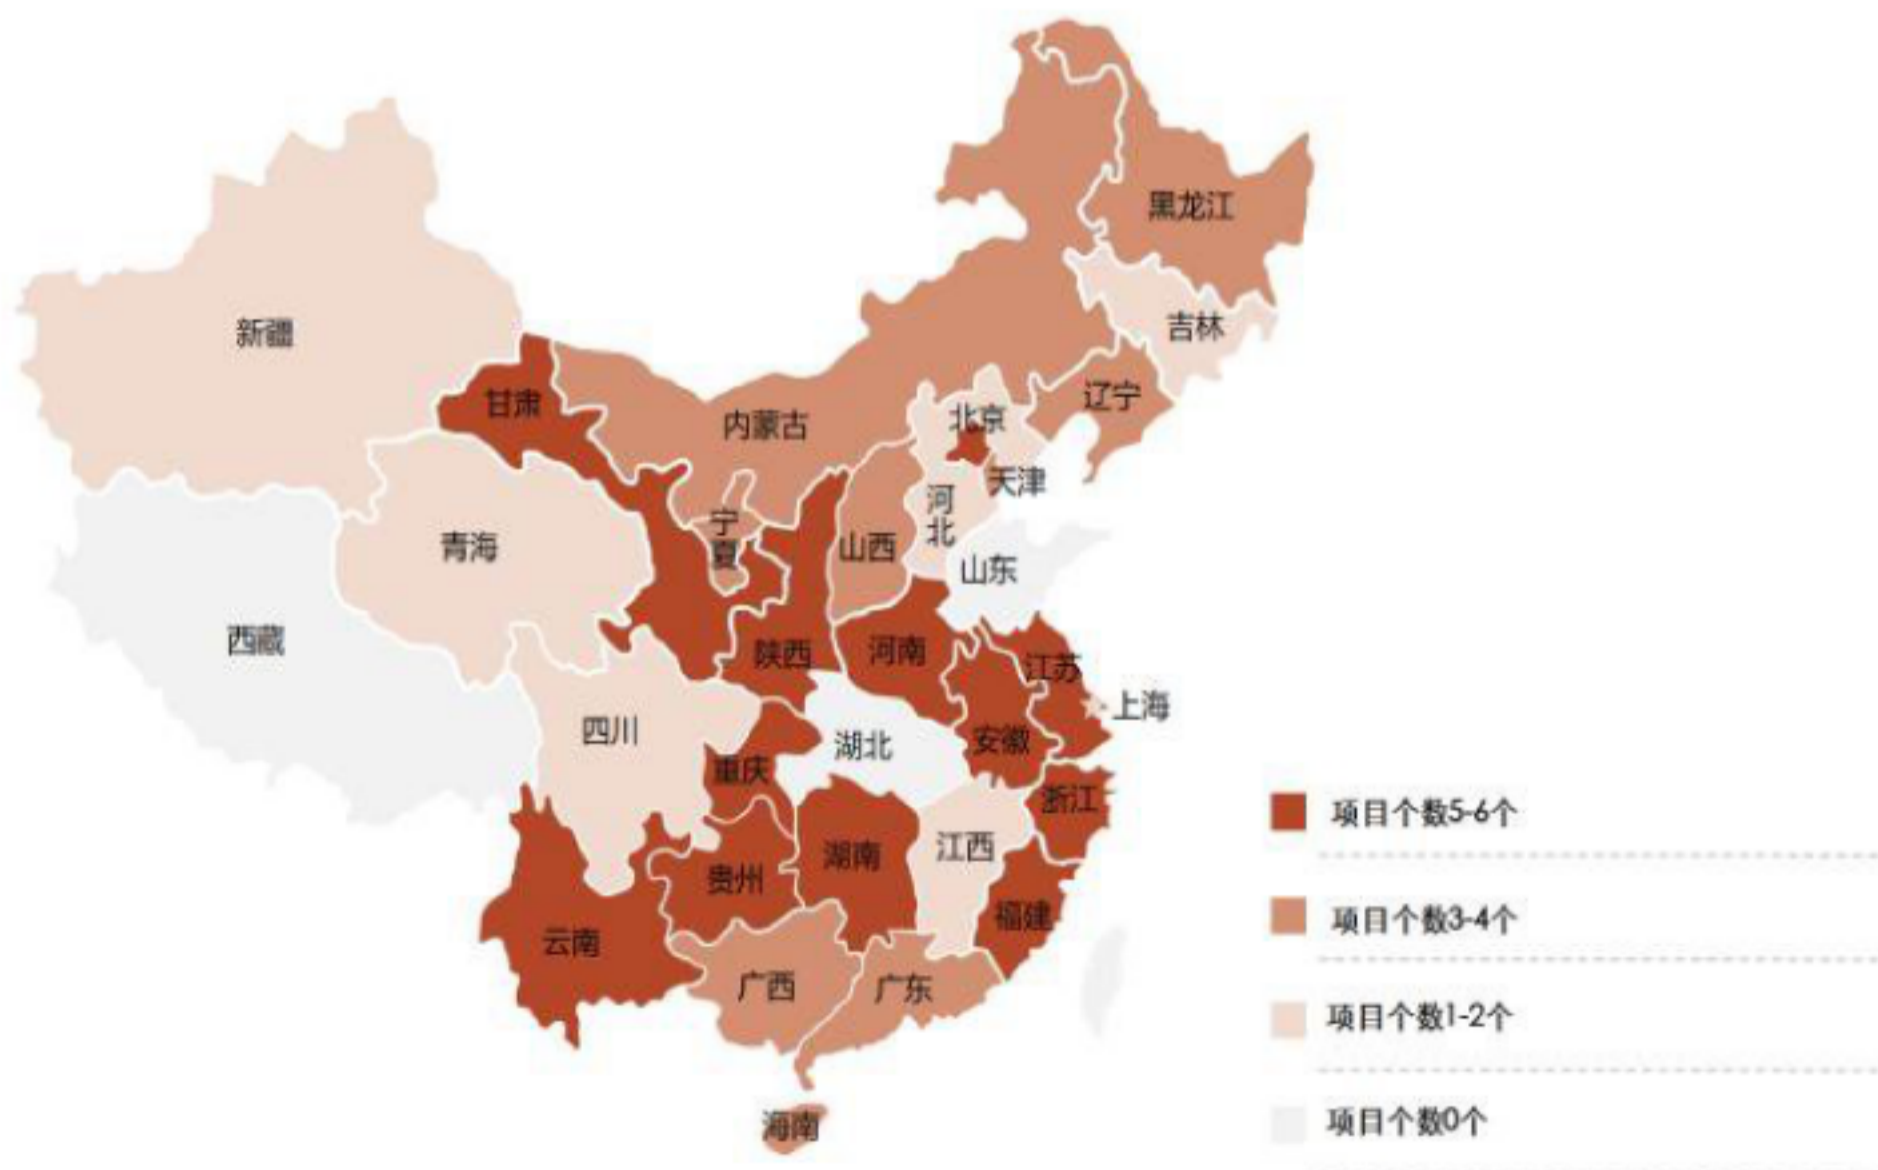 黑龙江
吉林
新疆
辽宁
甘肃
北京
内蒙古
天津
河北
宁夏
山西
青海
山东
西藏
陕西
河南
江苏
上海
四川
湖北
安徽
重庆
浙江
江西
湖南
贵州
福建
云南
广西
广东
海南
项目个数5-6个
项目个数3-4个
项目个数1-2个
项目个数0个